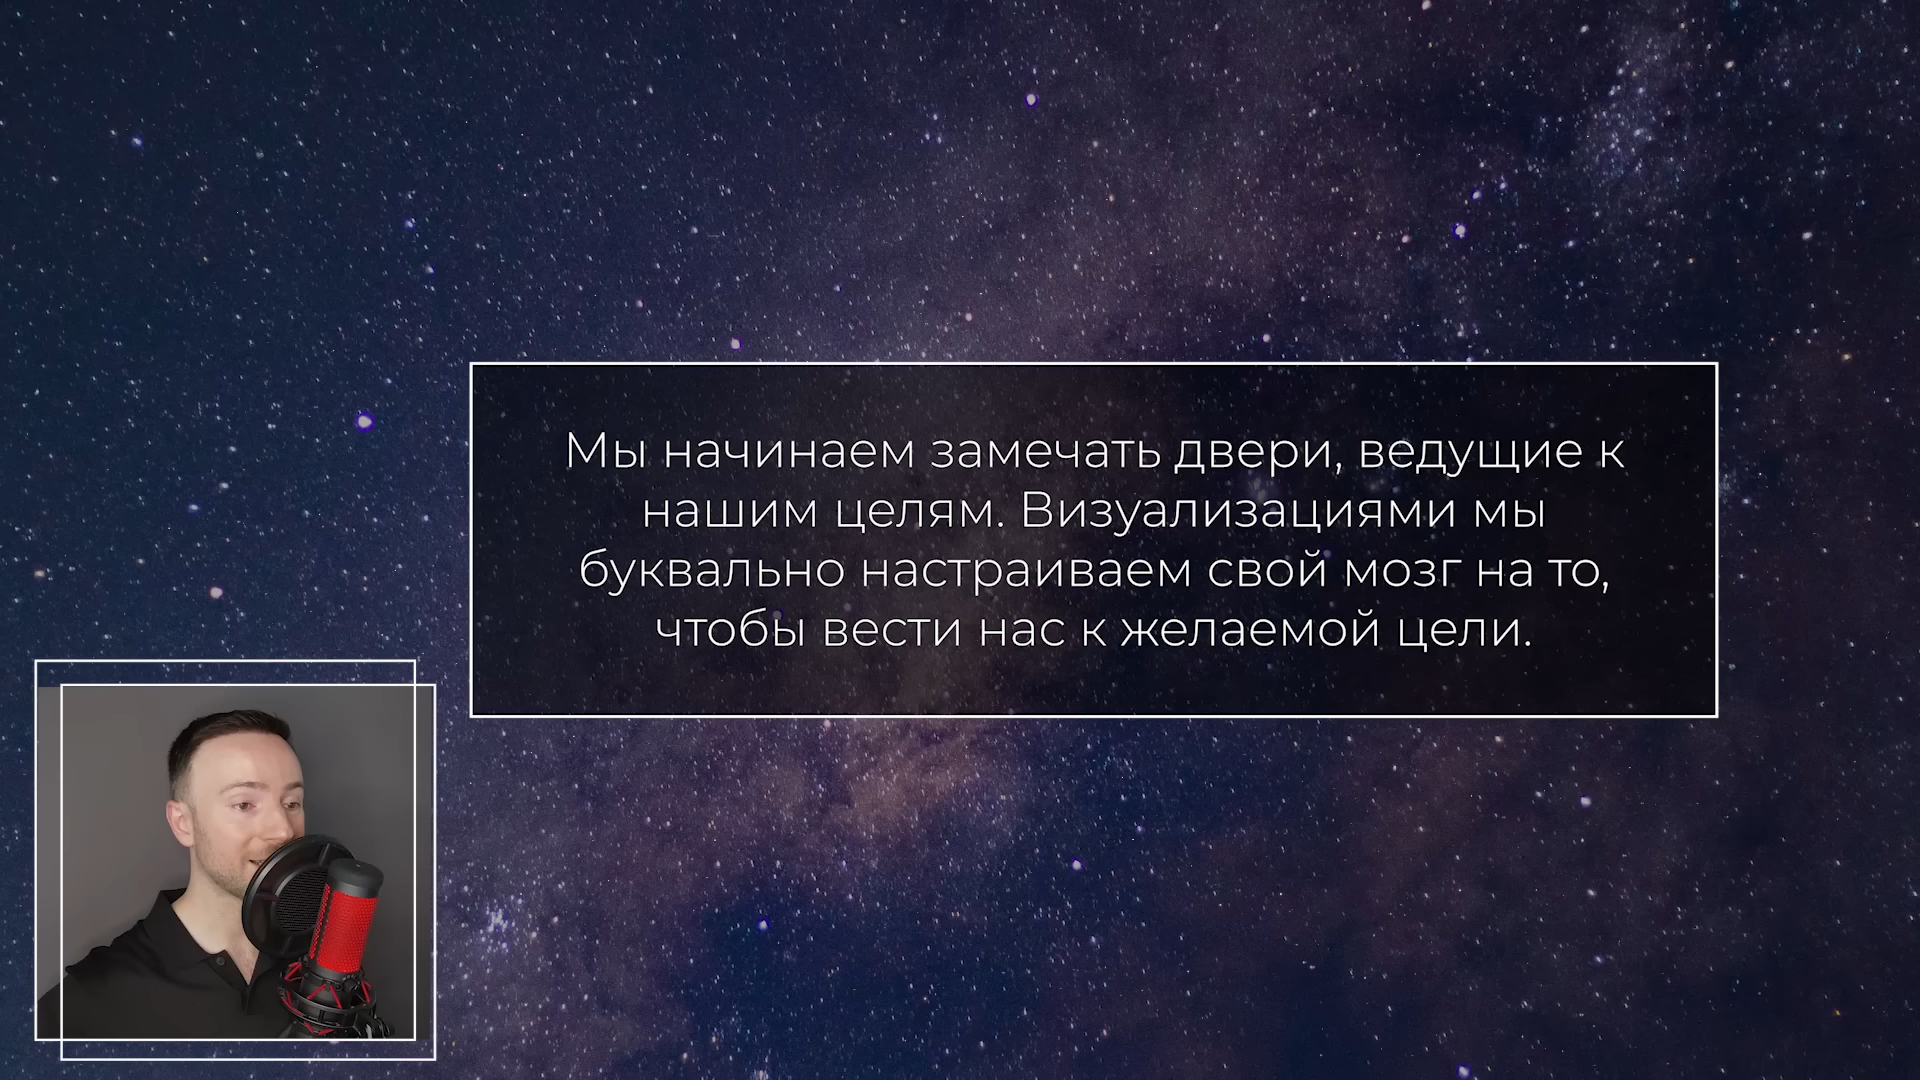 Мы начинаем замечать двери, ведущие к
нашим целям. Визуализациями мы
буквально настраиваем свой мозг на то,
чтобы вести нас к желаемой цели.